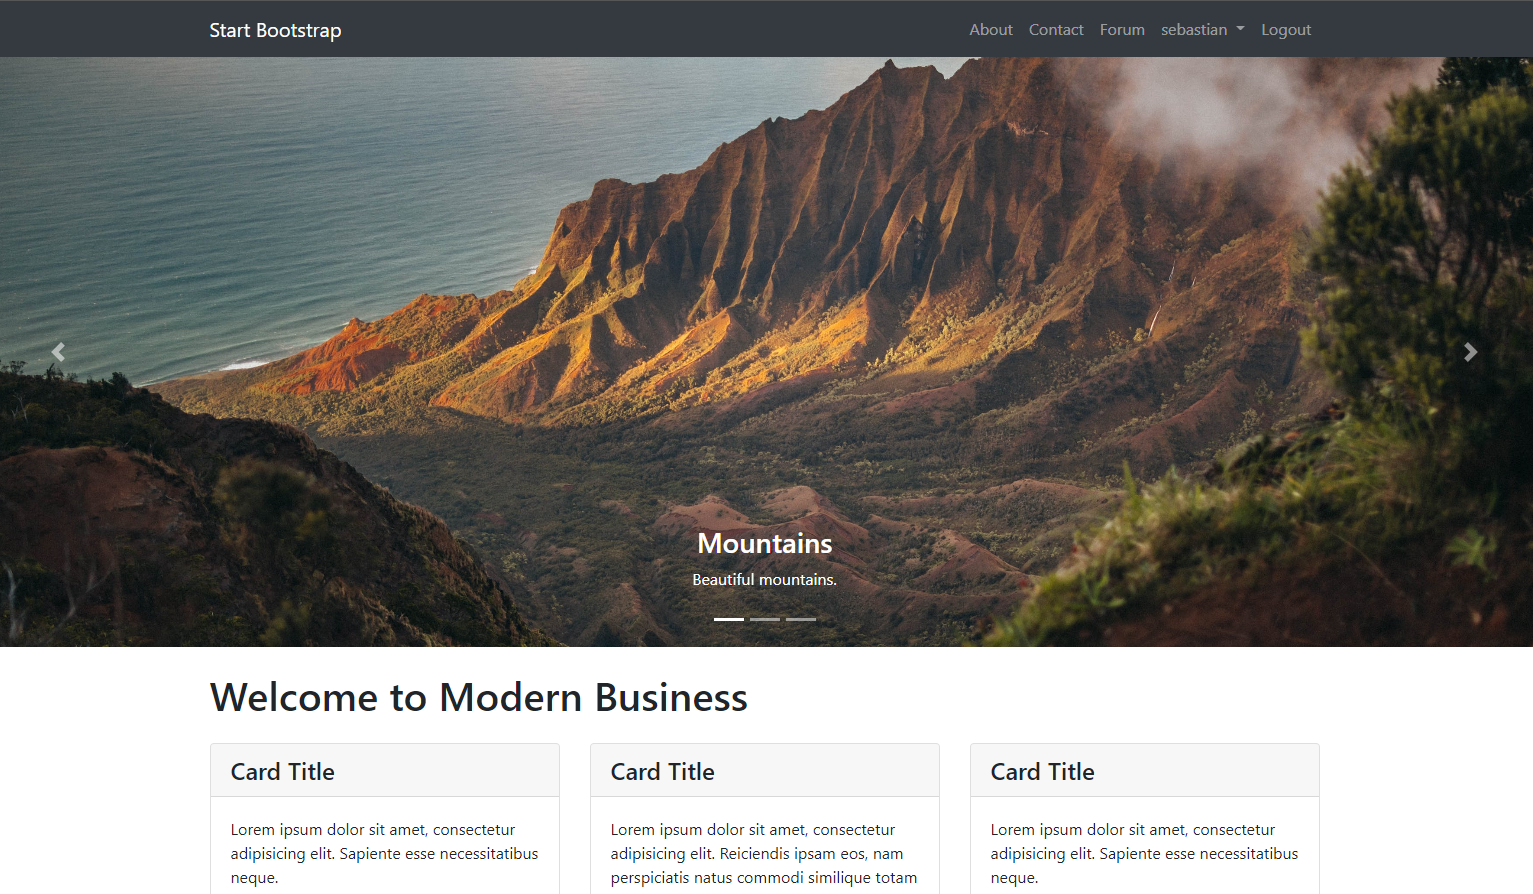 Start Bootstrap
About Contact Forum sebastian Logout
Mountains
Beautiful mountains.
Welcome to Modern Business
Card Title
Lorem ipsum dolor sit amet, consectetur
adipisicing elit. Sapiente esse necessitatibus
neque.
Card Title
Lorem ipsum dolor sit amet, consectetur
adipisicing elit. Reiciendis ipsam eos, nam
perspiciatis natus commodi similique totam
Card Title
Lorem ipsum dolor sit amet, consectetur
adipisicing elit. Sapiente esse necessitatibus
neque.